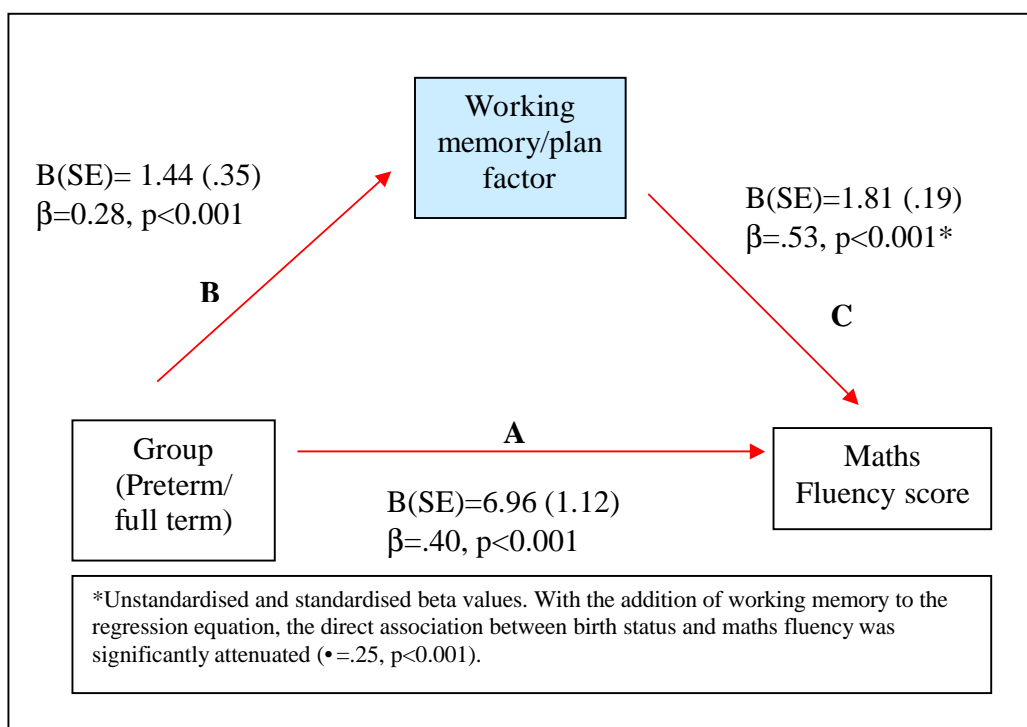 Working
memory/plan
factor
B(SE)= 1.44 (.35)
β=0.28, p<0.001
B(SE)=1.81 (.19)
β=.53, p<0.001*
B
C
Group
(Preterm/
full term)
A
Maths
Fluency score
B(SE)=6.96 (1.12)
β=.40, p<0.001
*Unstandardised and standardised beta values. With the addition of working memory to the
regression equation, the direct association between birth status and maths fluency was
significantly attenuated (•=.25, p<0.001).